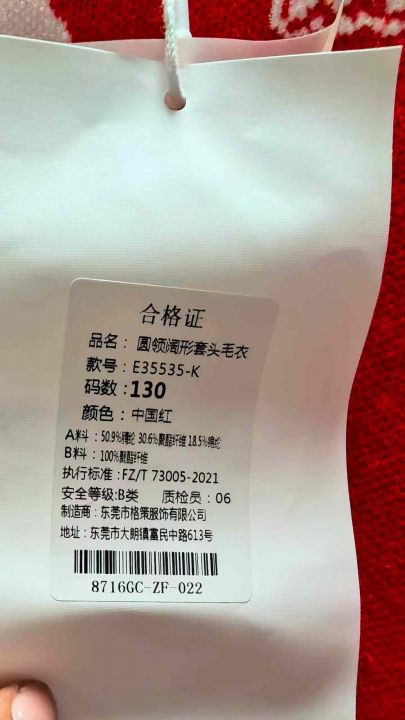 合格证
品名：圆领阔形套头毛衣
款号：E35535-K
码数：130
颜色：中国红
A料：50.9%腈纶 30.6%聚酯纤维 18.5%锦纶
B料：100%聚酯纤维
执行标准：FZ/T 73005-2021
安全等级:B类 质检员：06
制造商：东莞市格策服饰有限公司
地址：东莞市大朗镇富民中路613号
8716GC-ZF-022